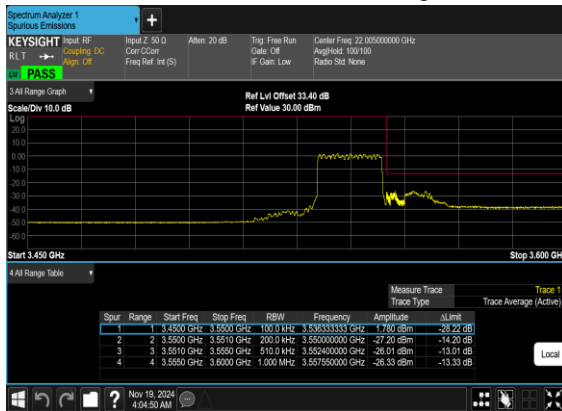 Spectrum Analyzer 1
Spurious Emissions
KEYSIGHT Input: RF Input Z: 50 Ω Atten: 20 dB Trig: Free Run Center Freq: 22.005000000 GHz
RLT Coupling: DC Corr CCorr Gate: Off Avg|Hold: 100/100
Align: Off Freq Ref: Int (S) IF Gain: Low Radio Std: None
PASS
3 All Range Graph
Ref Lvl Offset 33.40 dB
Scale/Div 10.0 dB Ref Value 30.00 dBm
Log
20.0
10.0
0.00
-10.0
-20.0
-30.0
-40.0
-50.0
-60.0
Start 3.450 GHz Stop 3.600 GHz
4 All Range Table
Measure Trace Trace 1
Trace Type Trace Average (Active)
Spur Range Start Freq Stop Freq RBW Frequency Amplitude ΔLimit
1 1 3.4500 GHz 3.5500 GHz 100.0 kHz 3.536333333 GHz 1.780 dBm -28.22 dB
2 2 3.5500 GHz 3.5510 GHz 200.0 kHz 3.550000000 GHz -27.20 dBm -14.20 dB
3 3 3.5510 GHz 3.5550 GHz 510.0 kHz 3.552400000 GHz -26.01 dBm -13.01 dB
4 4 3.5550 GHz 3.6000 GHz 1.000 MHz 3.557550000 GHz -26.33 dBm -13.33 dB
Local
Nov 19, 2024
4:04:50 AM